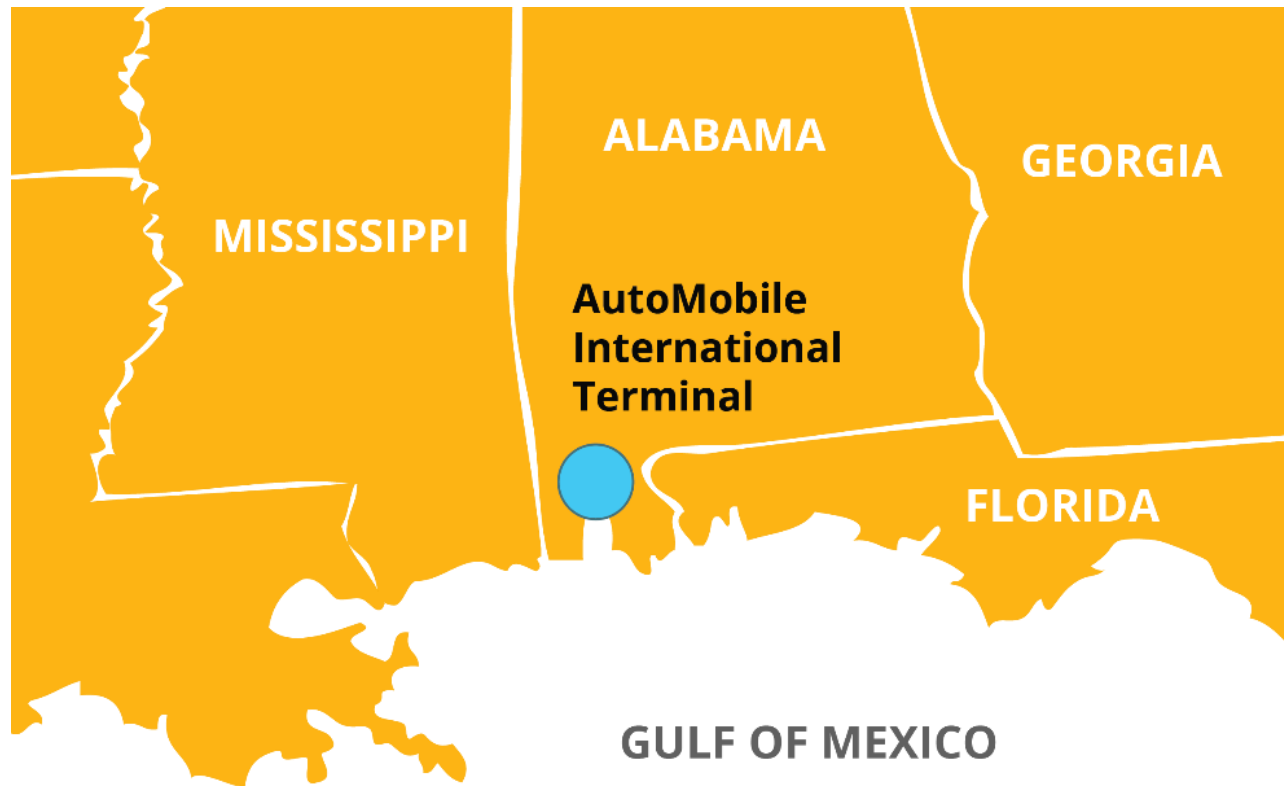 ALABAMA
GEORGIA
MISSISSIPPI
AutoMobile
International
Terminal
FLORIDA
GULF OF MEXICO